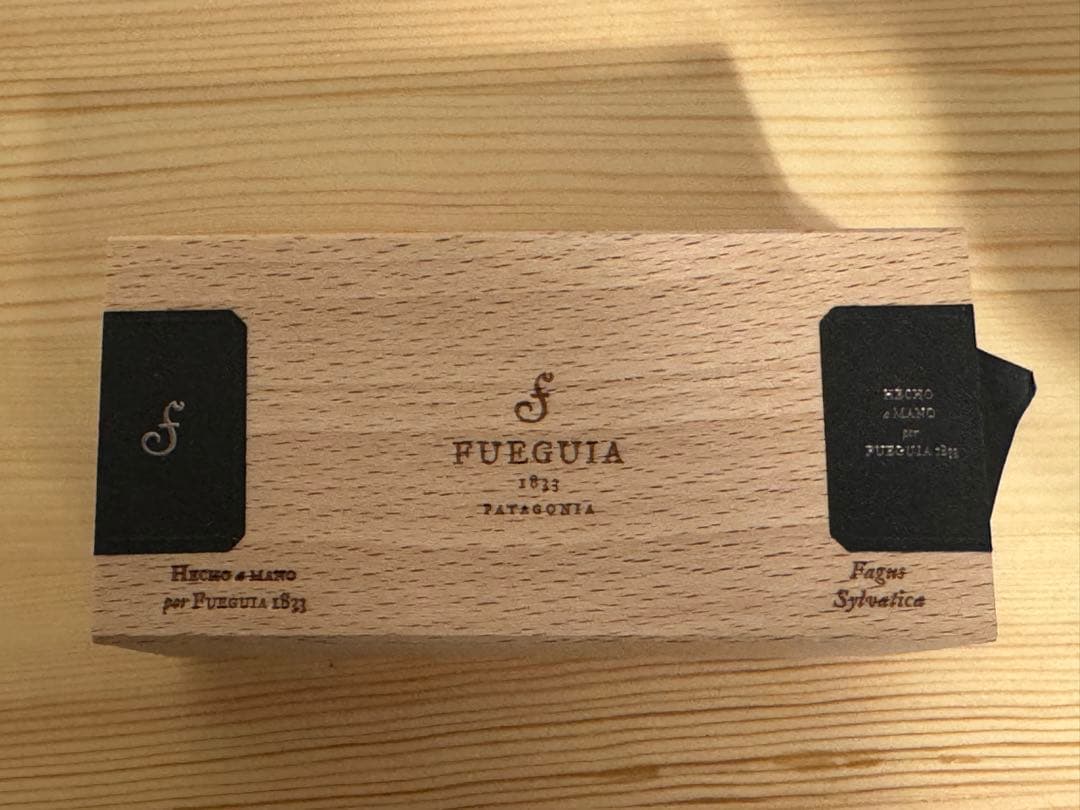 f
FUEGUIA
1833
PATAGONIA
f
HECHO
a MANO
por
FUEGUIA 1833
HECHO a MANO
por FUEGUIA 1833
Fagus
Sylvatica